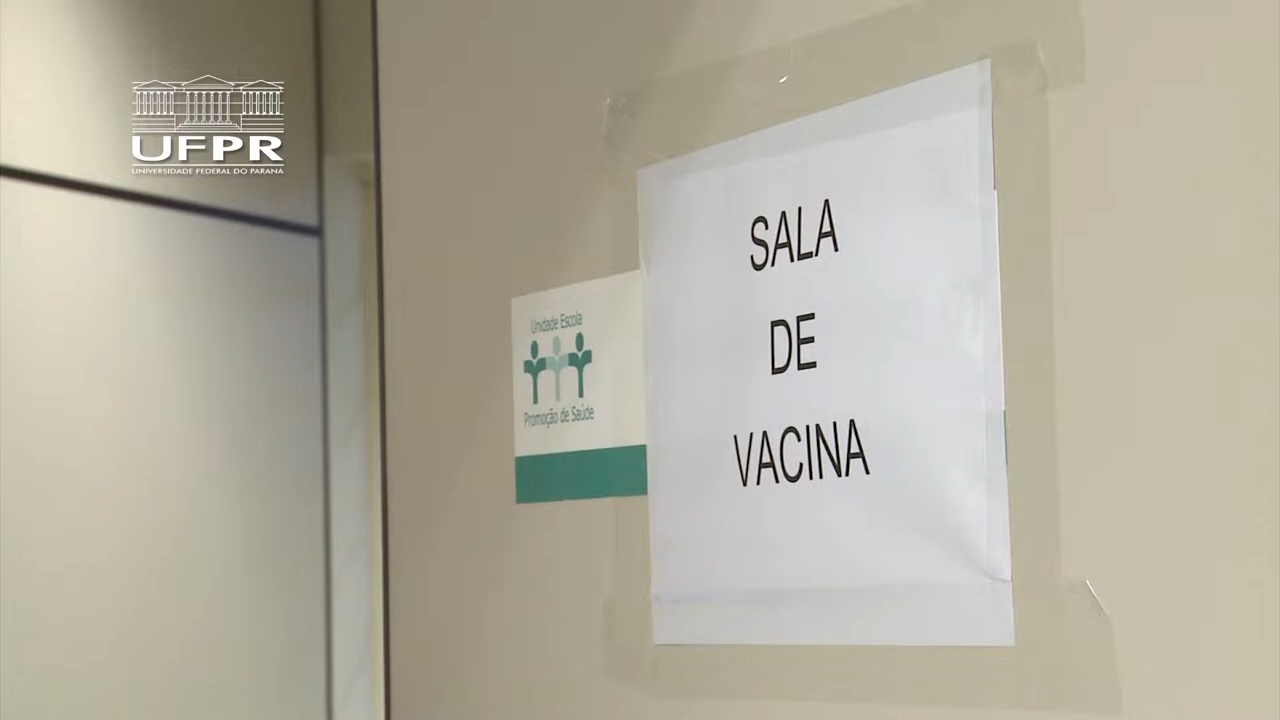 UFPR
UNIVERSIDADE FEDERAL DO PARANÁ
SALA
DE
VACINA
Unidade Escola
Promoção de Saúde